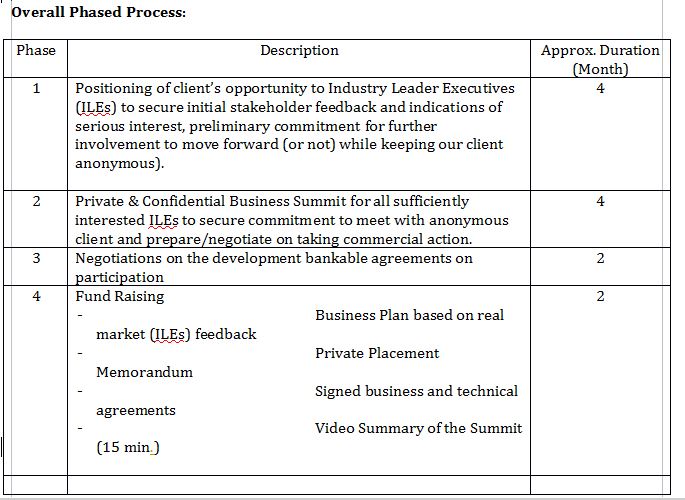 Overall Phased Process:
Phase Description Approx. Duration
(Month)
1 Positioning of client's opportunity to Industry Leader Executives 4
(ILEs) to secure initial stakeholder feedback and indications of
serious interest, preliminary commitment for further
involvement to move forward (or not) while keeping our client
anonymous).
2 Private & Confidential Business Summit for all sufficiently 4
interested ILEs to secure commitment to meet with anonymous
client and prepare/negotiate on taking commercial action.
3 Negotiations on the development bankable agreements on 2
participation
4 Fund Raising 2
- Business Plan based on real
market (ILEs) feedback
- Private Placement
Memorandum
- Signed business and technical
agreements
- Video Summary of the Summit
(15 min.)